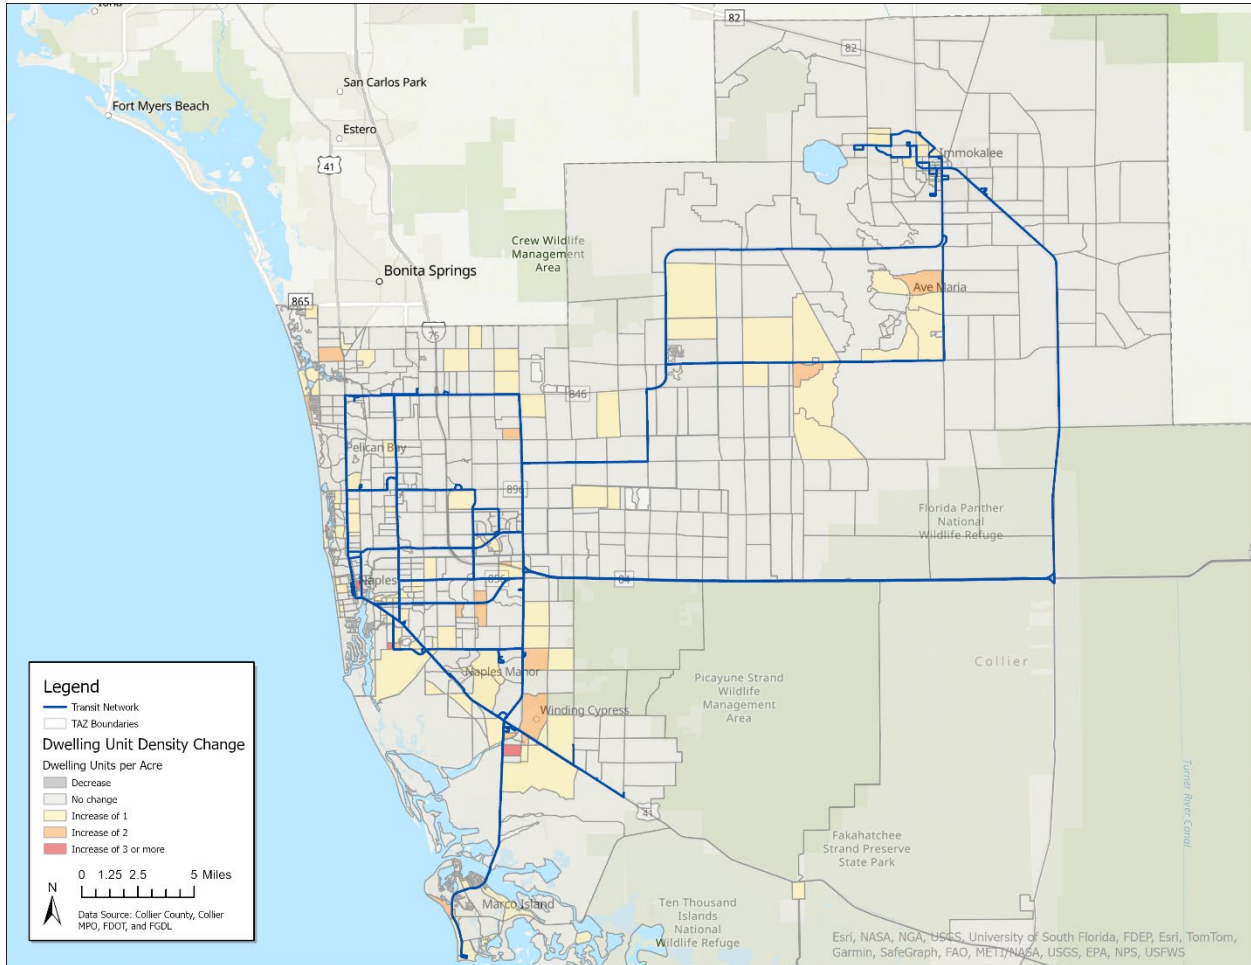 Iona
82
82
San Carlos Park
Fort Myers Beach
Estero
41
Immokalee
Crew Wildlife
Management
Area
Bonita Springs
Ave Maria
865
75
846
Pelican Bay
896
Florida Panther
National
Wildlife Refuge
Naples
856
84
Collier
Naples Manor
Picayune Strand
Wildlife
Management
Area
Winding Cypress
41
Turner River Canal
Fakahatchee
Strand Preserve
State Park
Marco Island
Ten Thousand
Islands
National
Wildlife Refuge
Legend
Transit Network
TAZ Boundaries
Dwelling Unit Density Change
Dwelling Units per Acre
Decrease
No change
Increase of 1
Increase of 2
Increase of 3 or more
0 1.25 2.5 5 Miles
N
Data Source: Collier County, Collier
MPO, FDOT, and FGDL
Esri, NASA, NGA, USGS, University of South Florida, FDEP, Esri, TomTom,
Garmin, SafeGraph, FAO, METI/NASA, USGS, EPA, NPS, USFWS